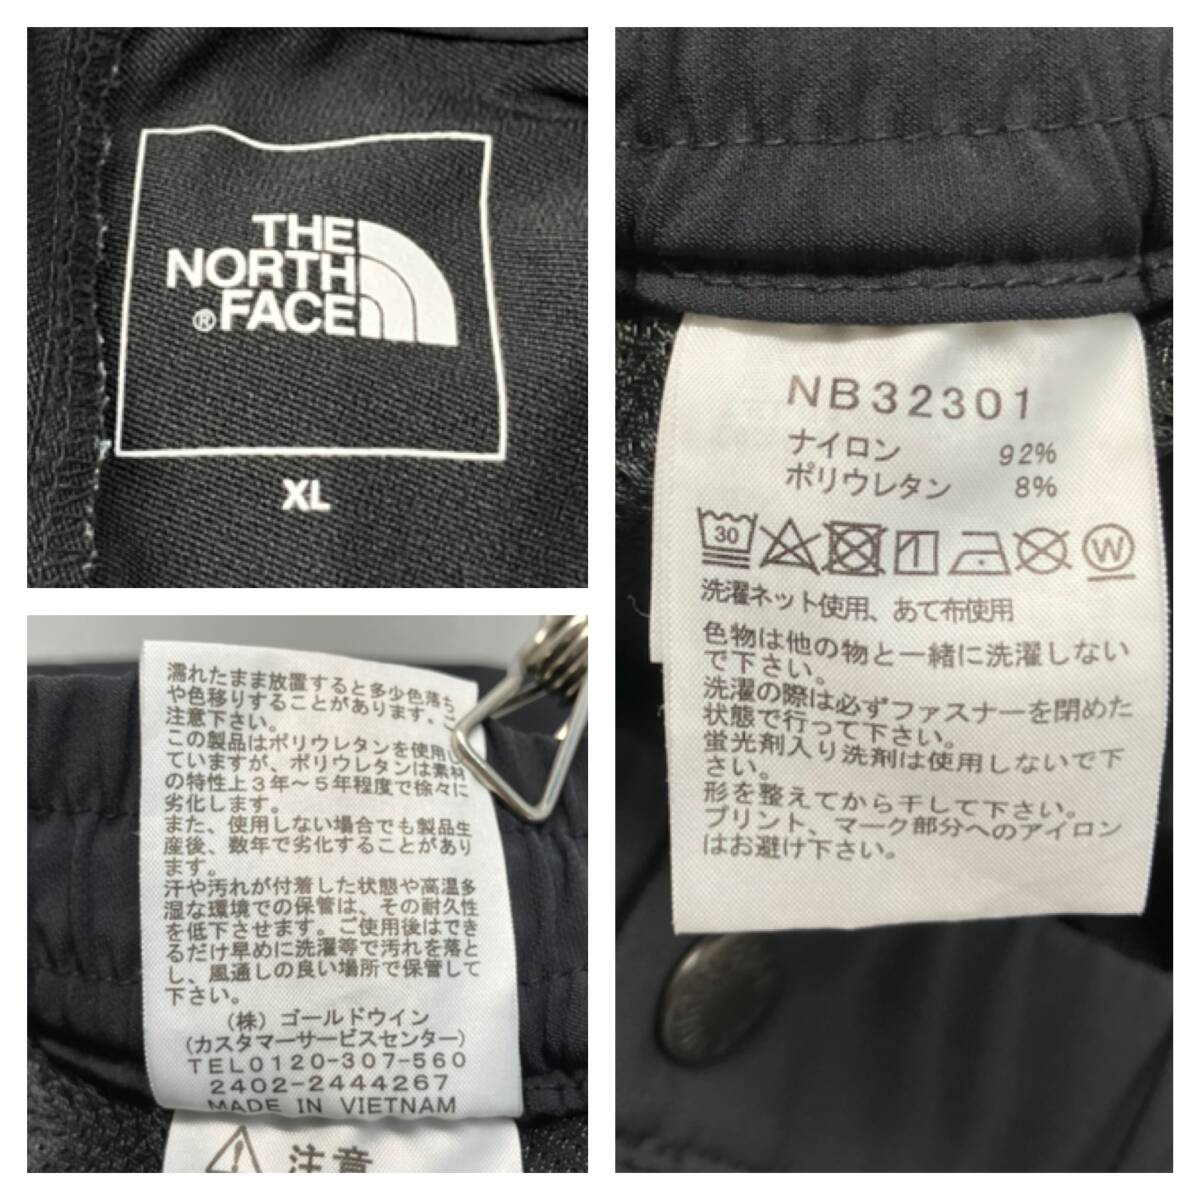 THE
NORTH
®FACE
XL
濡れたまま放置すると多少色落ち
や色移りすることがあります。ご
注意下さい。
この製品はポリウレタンを使用し
ていますが、ポリウレタンは素材
の特性上3年～5年程度で徐々に
劣化します。
また、使用しない場合でも製品生
産後、数年で劣化することがあり
ます。
汗や汚れが付着した状態や高温多
湿な環境での保管は、その耐久性
を低下させます。ご使用後はでき
るだけ早めに洗濯等で汚れを落と
し、風通しの良い場所で保管して
下さい。
(株) ゴールドウイン
(カスタマーサービスセンター)
TEL0120-307-560
2402-2444267
MADE IN VIETNAM
注意
NB32301
ナイロン 92%
ポリウレタン 8%
30 W
洗濯ネット使用、あて布使用
色物は他の物と一緒に洗濯しない
で下さい。
洗濯の際は必ずファスナーを閉めた
状態で行って下さい。
蛍光剤入り洗剤は使用しないで下
さい。
形を整えてから干して下さい。
プリント、マーク部分へのアイロン
はお避け下さい。